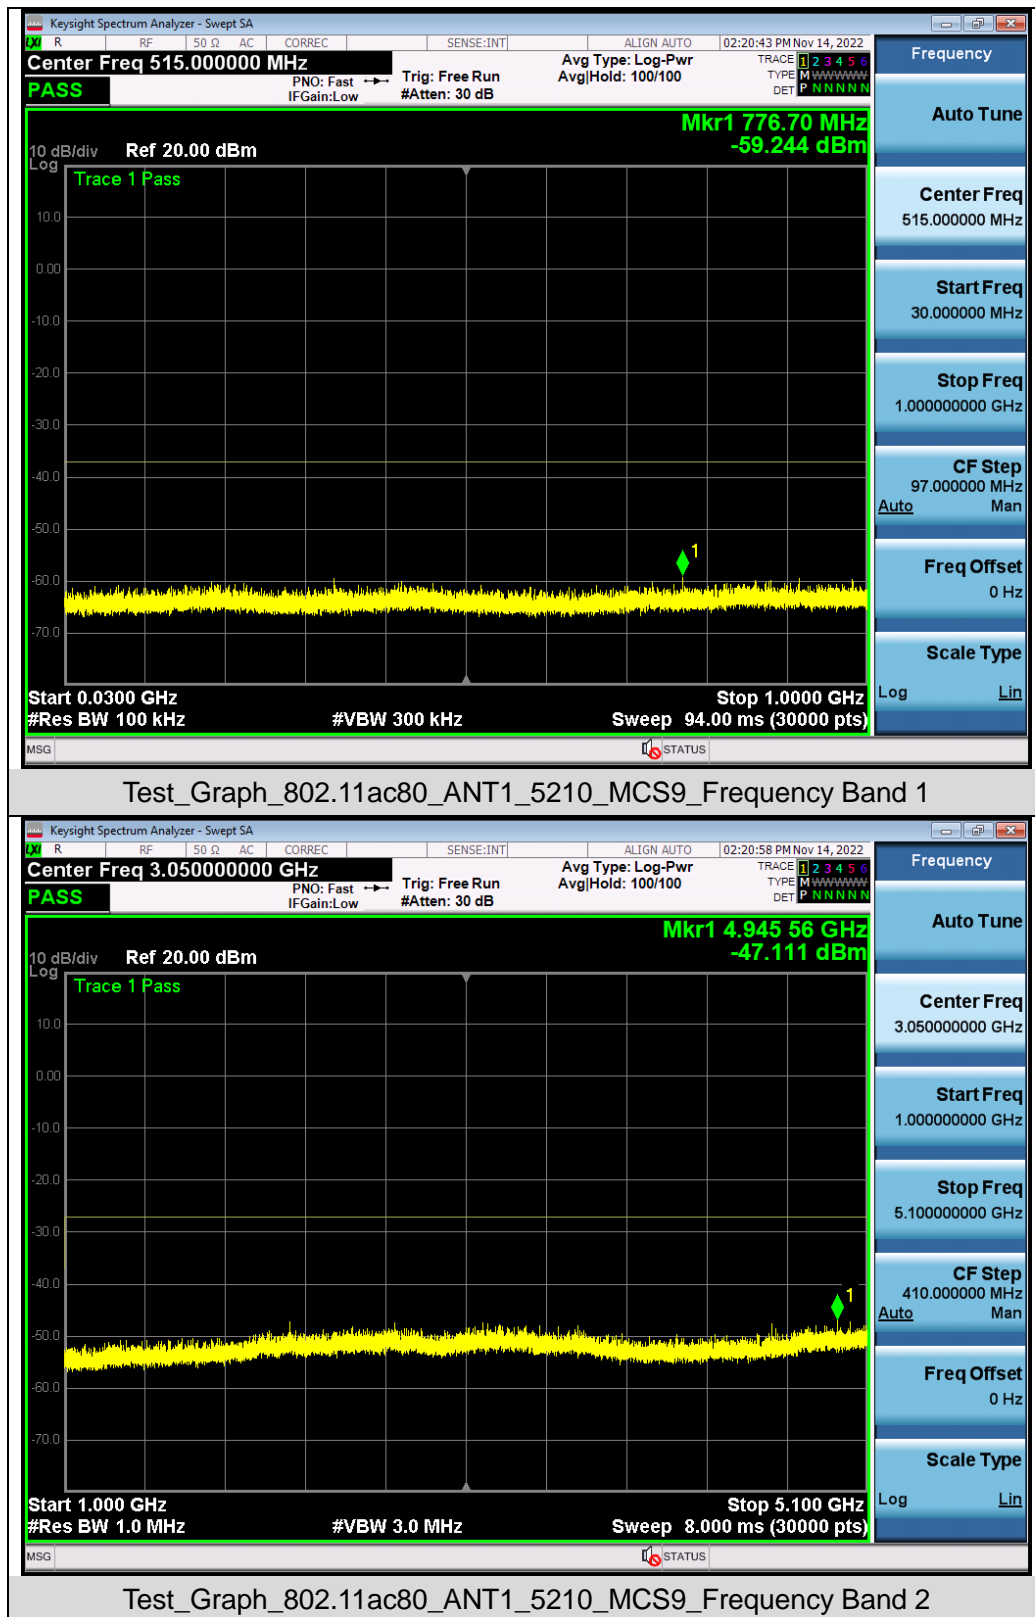 Keysight Spectrum Analyzer - Swept SA
LXI R RF 50 Ω AC CORREC SENSE:INT ALIGN AUTO 02:20:43 PM Nov 14, 2022
Center Freq 515.000000 MHz
PNO: Fast
IFGain:Low
Trig: Free Run
#Atten: 30 dB
Avg Type: Log-Pwr
Avg|Hold: 100/100
TRACE 1 2 3 4 5 6
TYPE M W W W W W
DET P N N N N N
PASS
Mkr1 776.70 MHz
-59.244 dBm
10 dB/div Ref 20.00 dBm
Log
Trace 1 Pass
10.0
0.00
-10.0
-20.0
-30.0
-40.0
-50.0
-60.0
-70.0
1
Start 0.0300 GHz Stop 1.0000 GHz
#Res BW 100 kHz #VBW 300 kHz Sweep 94.00 ms (30000 pts)
MSG STATUS
Frequency
Auto Tune
Center Freq
515.000000 MHz
Start Freq
30.000000 MHz
Stop Freq
1.000000000 GHz
CF Step
97.000000 MHz
Auto Man
Freq Offset
0 Hz
Scale Type
Log Lin
Test_Graph_802.11ac80_ANT1_5210_MCS9_Frequency Band 1
Keysight Spectrum Analyzer - Swept SA
LXI R RF 50 Ω AC CORREC SENSE:INT ALIGN AUTO 02:20:58 PM Nov 14, 2022
Center Freq 3.050000000 GHz
PNO: Fast
IFGain:Low
Trig: Free Run
#Atten: 30 dB
Avg Type: Log-Pwr
Avg|Hold: 100/100
TRACE 1 2 3 4 5 6
TYPE M W W W W W
DET P N N N N N
PASS
Mkr1 4.945 56 GHz
-47.111 dBm
10 dB/div Ref 20.00 dBm
Log
Trace 1 Pass
10.0
0.00
-10.0
-20.0
-30.0
-40.0
-50.0
-60.0
-70.0
1
Start 1.000 GHz Stop 5.100 GHz
#Res BW 1.0 MHz #VBW 3.0 MHz Sweep 8.000 ms (30000 pts)
MSG STATUS
Frequency
Auto Tune
Center Freq
3.050000000 GHz
Start Freq
1.000000000 GHz
Stop Freq
5.100000000 GHz
CF Step
410.000000 MHz
Auto Man
Freq Offset
0 Hz
Scale Type
Log Lin
Test_Graph_802.11ac80_ANT1_5210_MCS9_Frequency Band 2